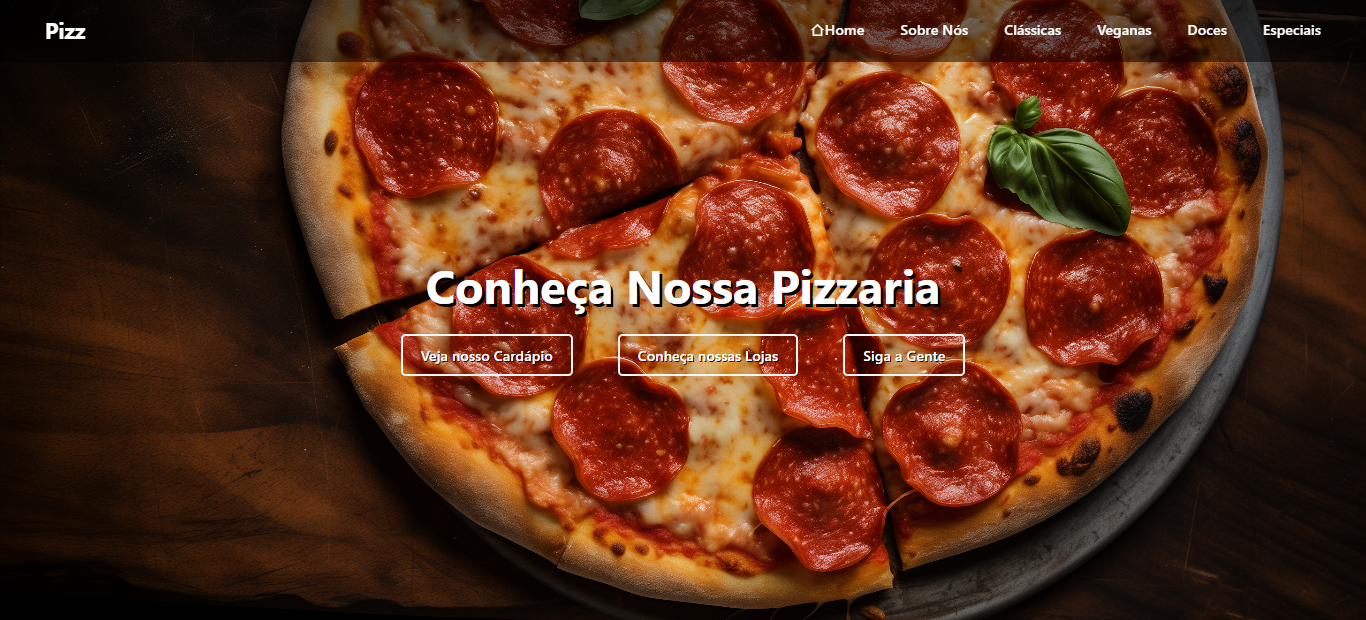 Pizz
Home Sobre Nós Clássicas Veganas Doces Especiais
Conheça Nossa Pizzaria
Veja nosso Cardápio Conheça nossas Lojas Siga a Gente